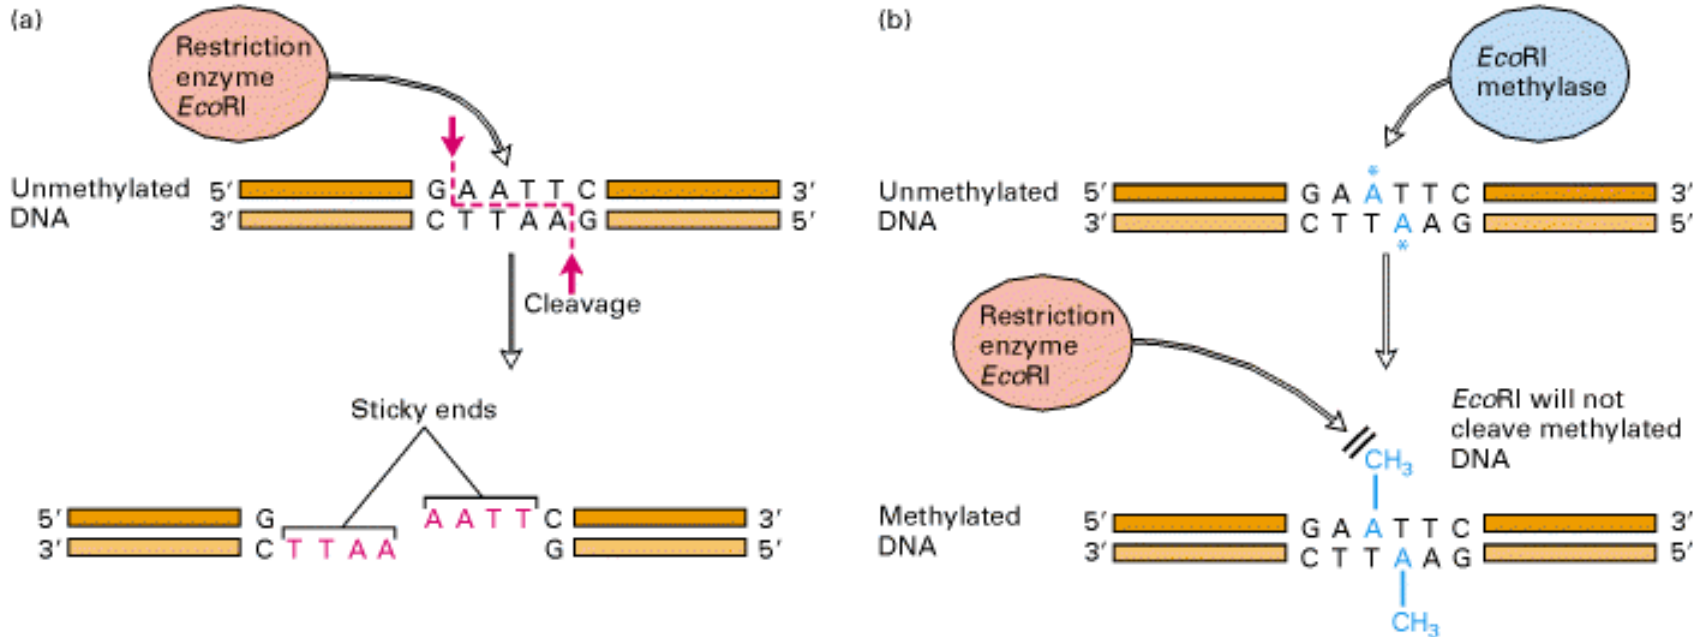 (a)
Restriction
enzyme
EcoRI
Unmethylated
DNA
5′ G A A T T C 3′
3′ C T T A A G 5′
Cleavage
Sticky ends
5′ G A A T T C 3′
3′ C T T A A G 5′
(b)
EcoRI
methylase
Unmethylated
DNA
*
5′ G A A T T C 3′
3′ C T T A A G 5′
*
Restriction
enzyme
EcoRI
EcoRI will not
cleave methylated
DNA
CH₃
Methylated
DNA
5′ G A A T T C 3′
3′ C T T A A G 5′
CH₃